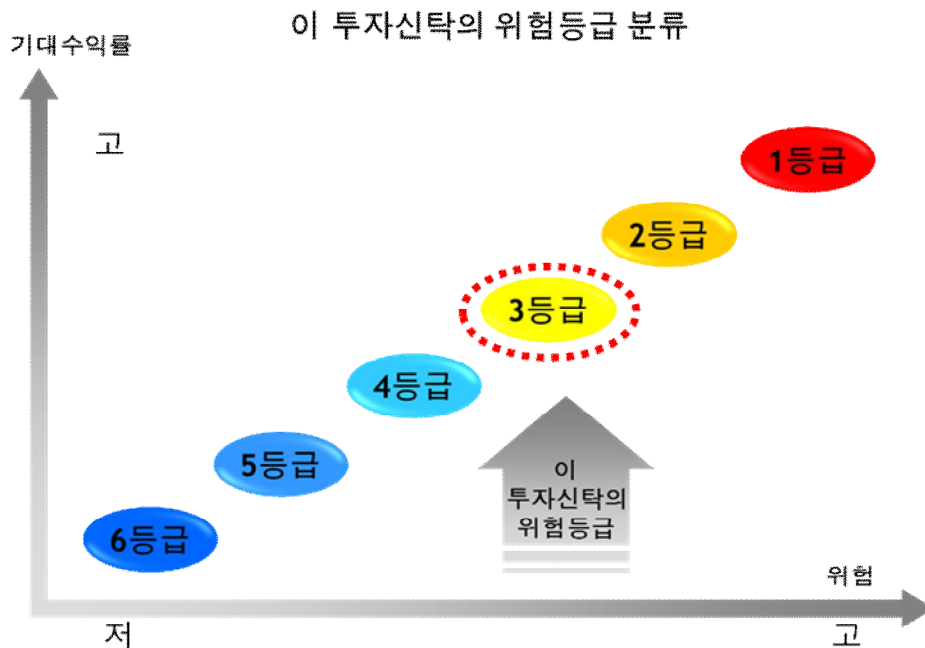 이 투자신탁의 위험등급 분류
기대수익률
고
1등급
2등급
3등급
4등급
5등급
6등급
이
투자신탁의
위험등급
위험
저
고